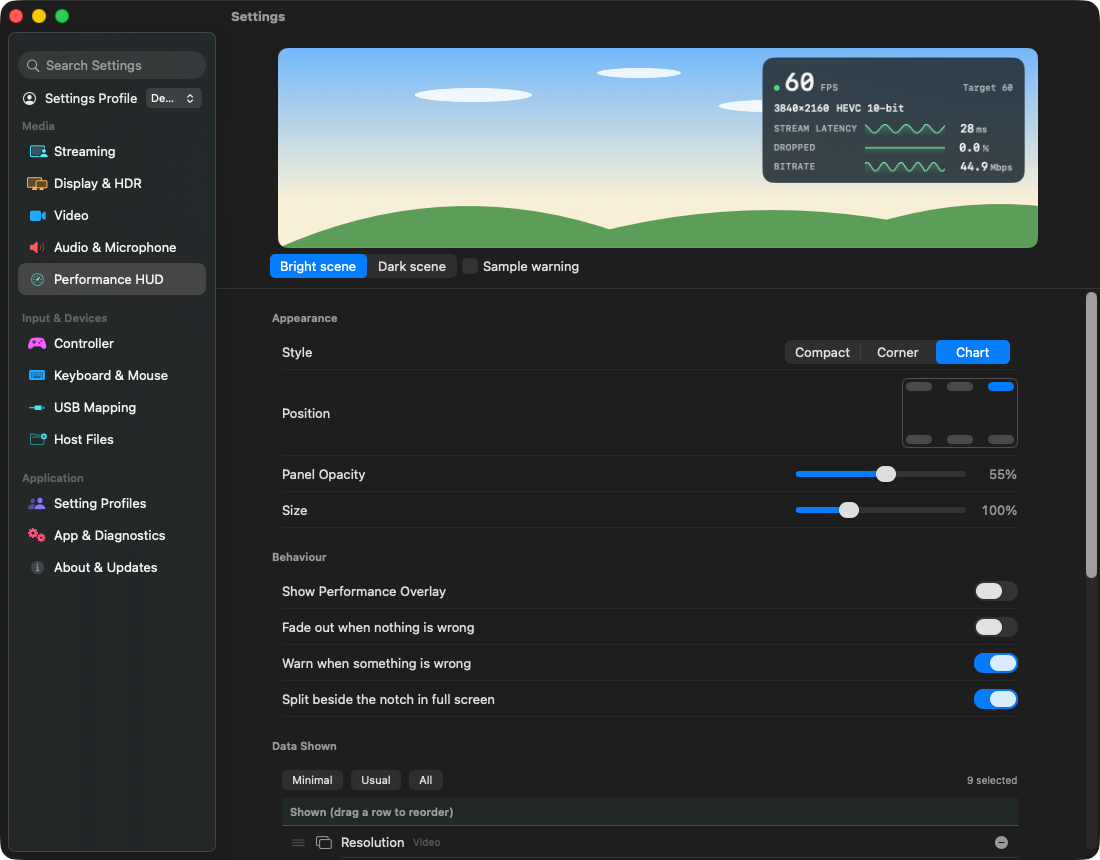 Settings
Search Settings
Settings Profile De...
Media
Streaming
Display & HDR
Video
Audio & Microphone
Performance HUD
Input & Devices
Controller
Keyboard & Mouse
USB Mapping
Host Files
Application
Setting Profiles
App & Diagnostics
About & Updates
60 FPS Target 60
3840×2160 HEVC 10-bit
STREAM LATENCY 28 ms
DROPPED 0.0 %
BITRATE 44.9 Mbps
Bright scene Dark scene Sample warning
Appearance
Style Compact Corner Chart
Position
Panel Opacity 55%
Size 100%
Behaviour
Show Performance Overlay
Fade out when nothing is wrong
Warn when something is wrong
Split beside the notch in full screen
Data Shown
Minimal Usual All 9 selected
Shown (drag a row to reorder)
Resolution Video